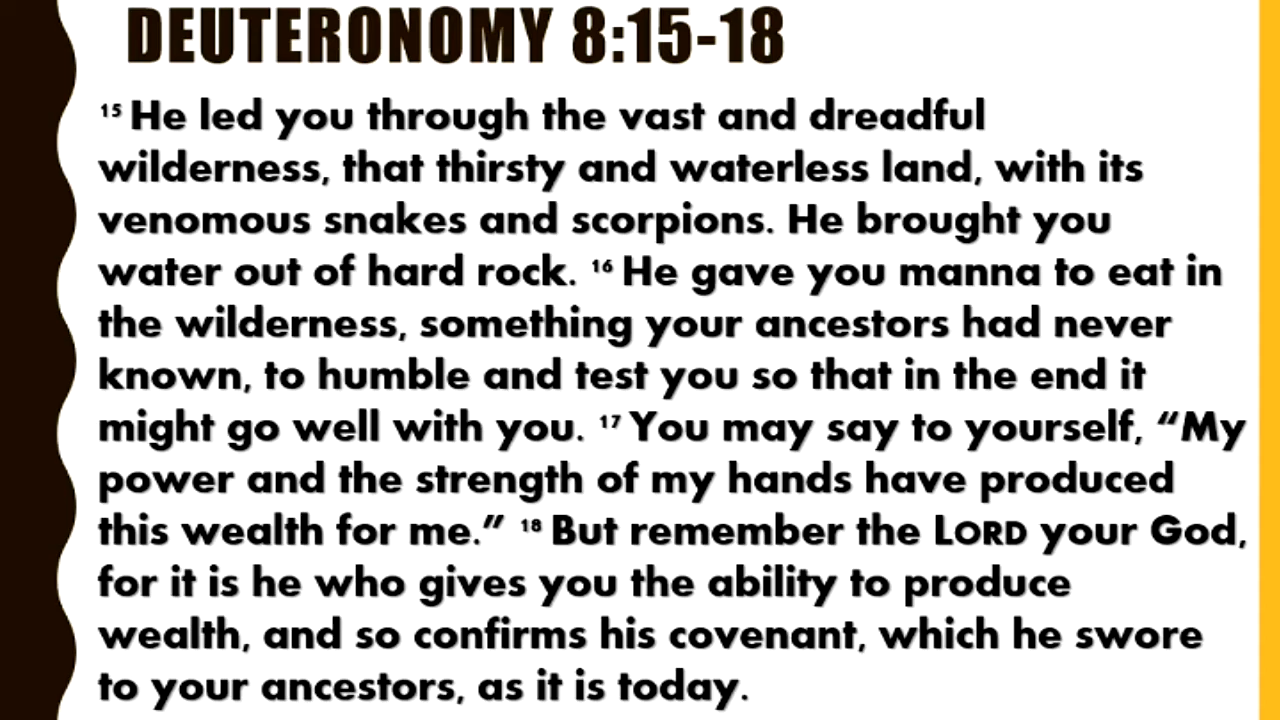 DEUTERONOMY 8:15-18
¹⁵ He led you through the vast and dreadful
wilderness, that thirsty and waterless land, with its
venomous snakes and scorpions. He brought you
water out of hard rock. ¹⁶ He gave you manna to eat in
the wilderness, something your ancestors had never
known, to humble and test you so that in the end it
might go well with you. ¹⁷ You may say to yourself, “My
power and the strength of my hands have produced
this wealth for me.” ¹⁸ But remember the LORD your God,
for it is he who gives you the ability to produce
wealth, and so confirms his covenant, which he swore
to your ancestors, as it is today.